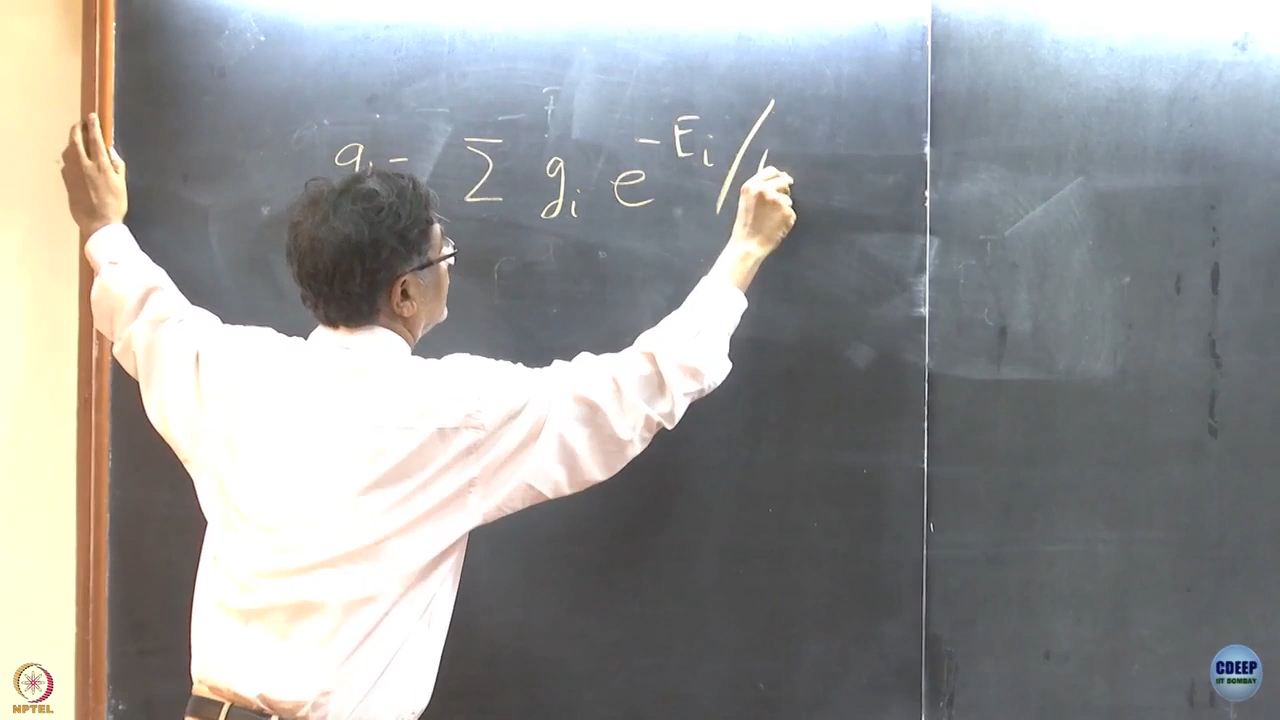 q = Σ gᵢ e^{-Eᵢ/
NPTEL
CDEEP
IIT BOMBAY